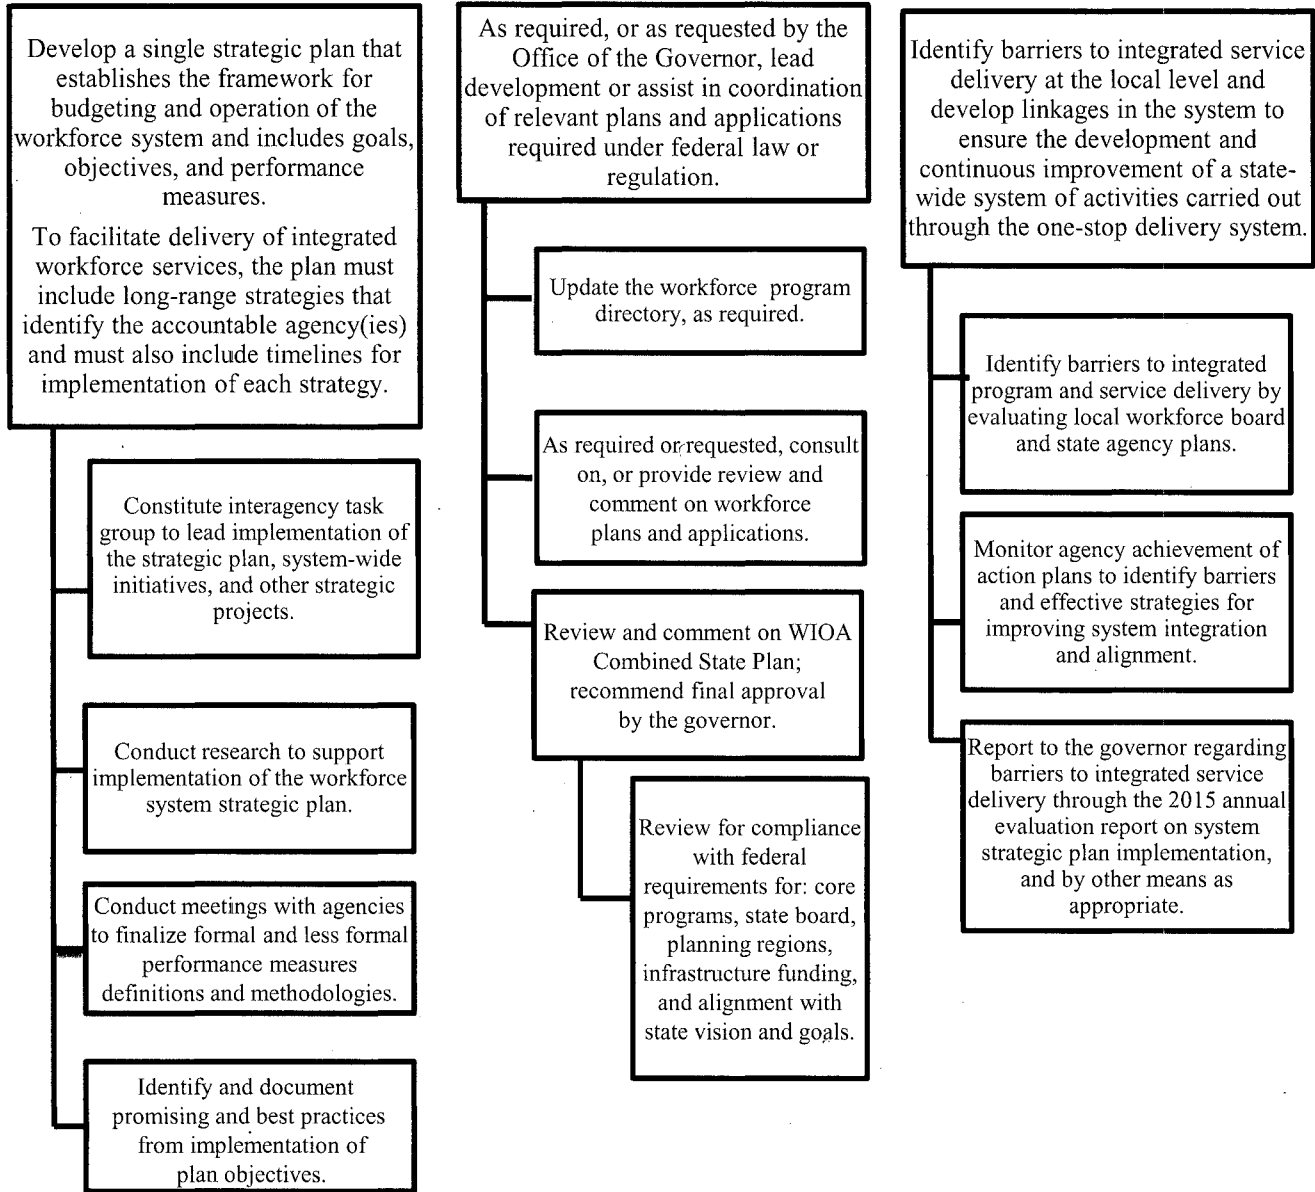 Develop a single strategic plan that
establishes the framework for
budgeting and operation of the
workforce system and includes goals,
objectives, and performance
measures.
To facilitate delivery of integrated
workforce services, the plan must
include long-range strategies that
identify the accountable agency(ies)
and must also include timelines for
implementation of each strategy.
Constitute interagency task
group to lead implementation of
the strategic plan, system-wide
initiatives, and other strategic
projects.
Conduct research to support
implementation of the workforce
system strategic plan.
Conduct meetings with agencies
to finalize formal and less formal
performance measures
definitions and methodologies.
Identify and document
promising and best practices
from implementation of
plan objectives.
As required, or as requested by the
Office of the Governor, lead
development or assist in coordination
of relevant plans and applications
required under federal law or
regulation.
Update the workforce program
directory, as required.
As required or requested, consult
on, or provide review and
comment on workforce
plans and applications.
Review and comment on WIOA
Combined State Plan;
recommend final approval
by the governor.
Review for compliance
with federal
requirements for: core
programs, state board,
planning regions,
infrastructure funding,
and alignment with
state vision and goals.
Identify barriers to integrated service
delivery at the local level and
develop linkages in the system to
ensure the development and
continuous improvement of a state-
wide system of activities carried out
through the one-stop delivery system.
Identify barriers to integrated
program and service delivery by
evaluating local workforce board
and state agency plans.
Monitor agency achievement of
action plans to identify barriers
and effective strategies for
improving system integration
and alignment.
Report to the governor regarding
barriers to integrated service
delivery through the 2015 annual
evaluation report on system
strategic plan implementation,
and by other means as
appropriate.